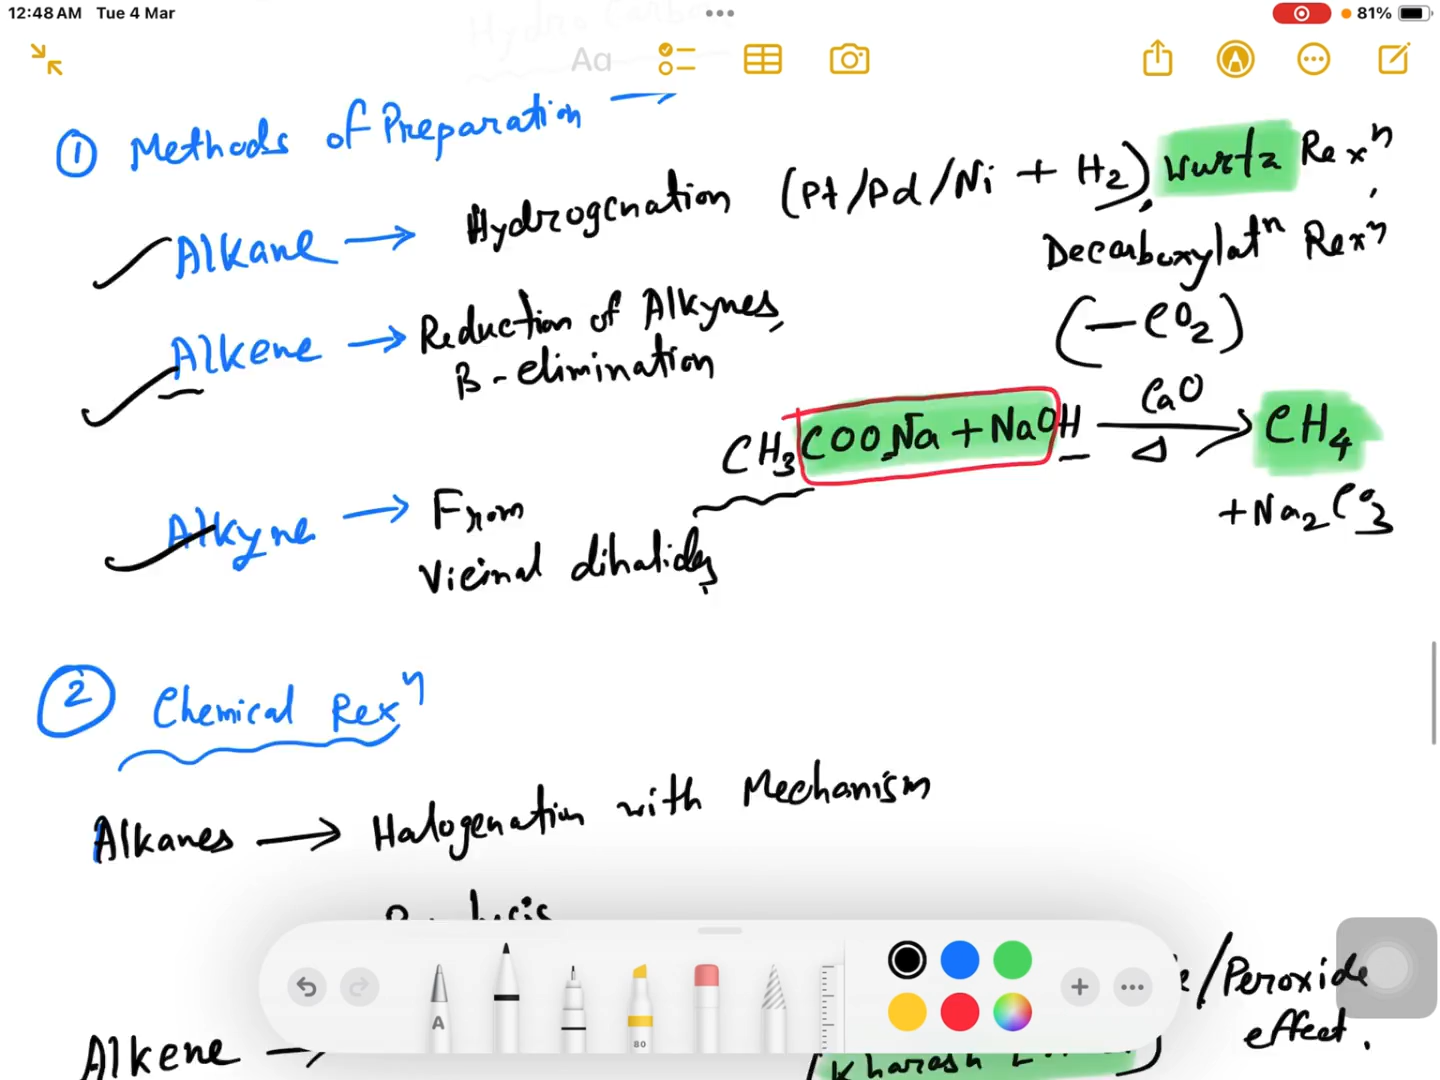 12:48 AM Tue 4 Mar
81%
Aa
① Methods of Preparation →
Alkane → Hydrogenation (Pt/Pd/Ni + H2), Wurtz Rexⁿ,
Decarboxylatⁿ Rexⁿ
(–CO2)
Alkene → Reduction of Alkynes,
B-elimination
CH3COONa + NaOH →
CaO
Δ
CH4
+ Na2CO3
Alkyne → From
Vicinal dihalides
② Chemical Rexⁿ
Alkanes → Halogenation with Mechanism
/Peroxide
effect.
Alkene →
Kharash
A
80